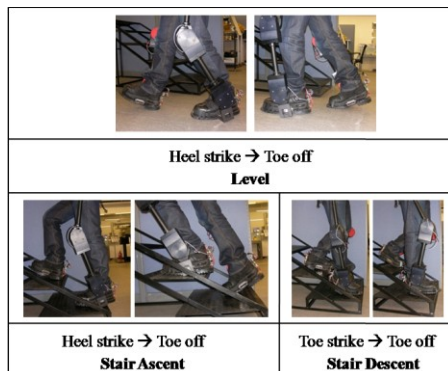 Heel strike → Toe off
Level
Heel strike → Toe off
Stair Ascent
Toe strike → Toe off
Stair Descent